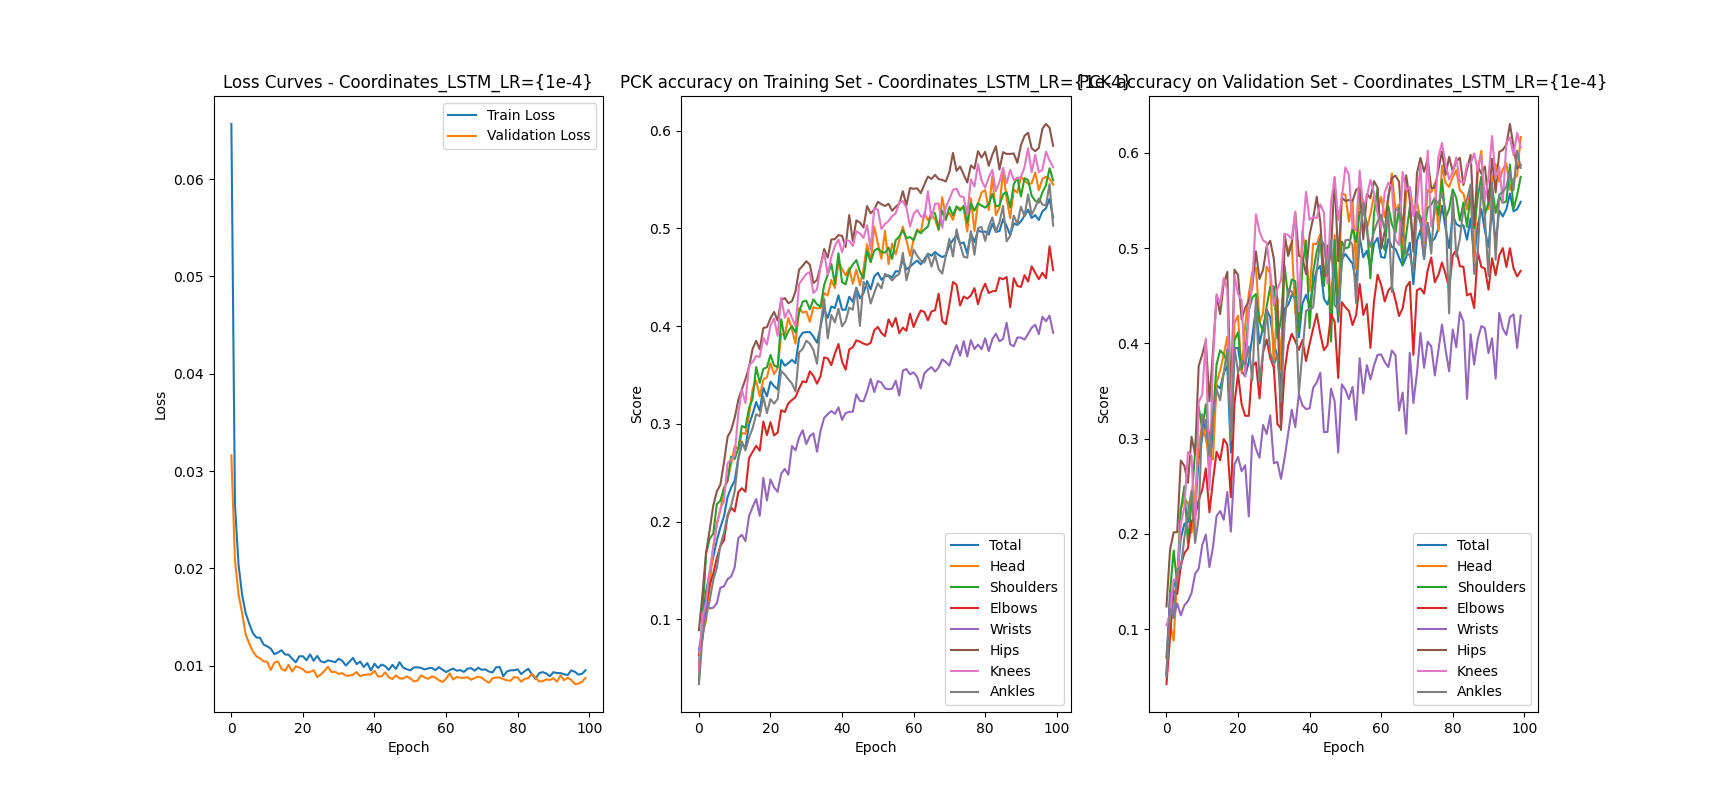 Loss Curves - Coordinates_LSTM_LR={1e-4}
Train Loss
Validation Loss
0.06
0.05
0.04
0.03
0.02
0.01
Loss
0
20
40
60
80
100
Epoch
PCK accuracy on Training Set - Coordinates_LSTM_LR={1e-4}
0.6
0.5
0.4
0.3
0.2
0.1
Score
Total
Head
Shoulders
Elbows
Wrists
Hips
Knees
Ankles
0
20
40
60
80
100
Epoch
PCK accuracy on Validation Set - Coordinates_LSTM_LR={1e-4}
0.6
0.5
0.4
0.3
0.2
0.1
Score
Total
Head
Shoulders
Elbows
Wrists
Hips
Knees
Ankles
0
20
40
60
80
100
Epoch